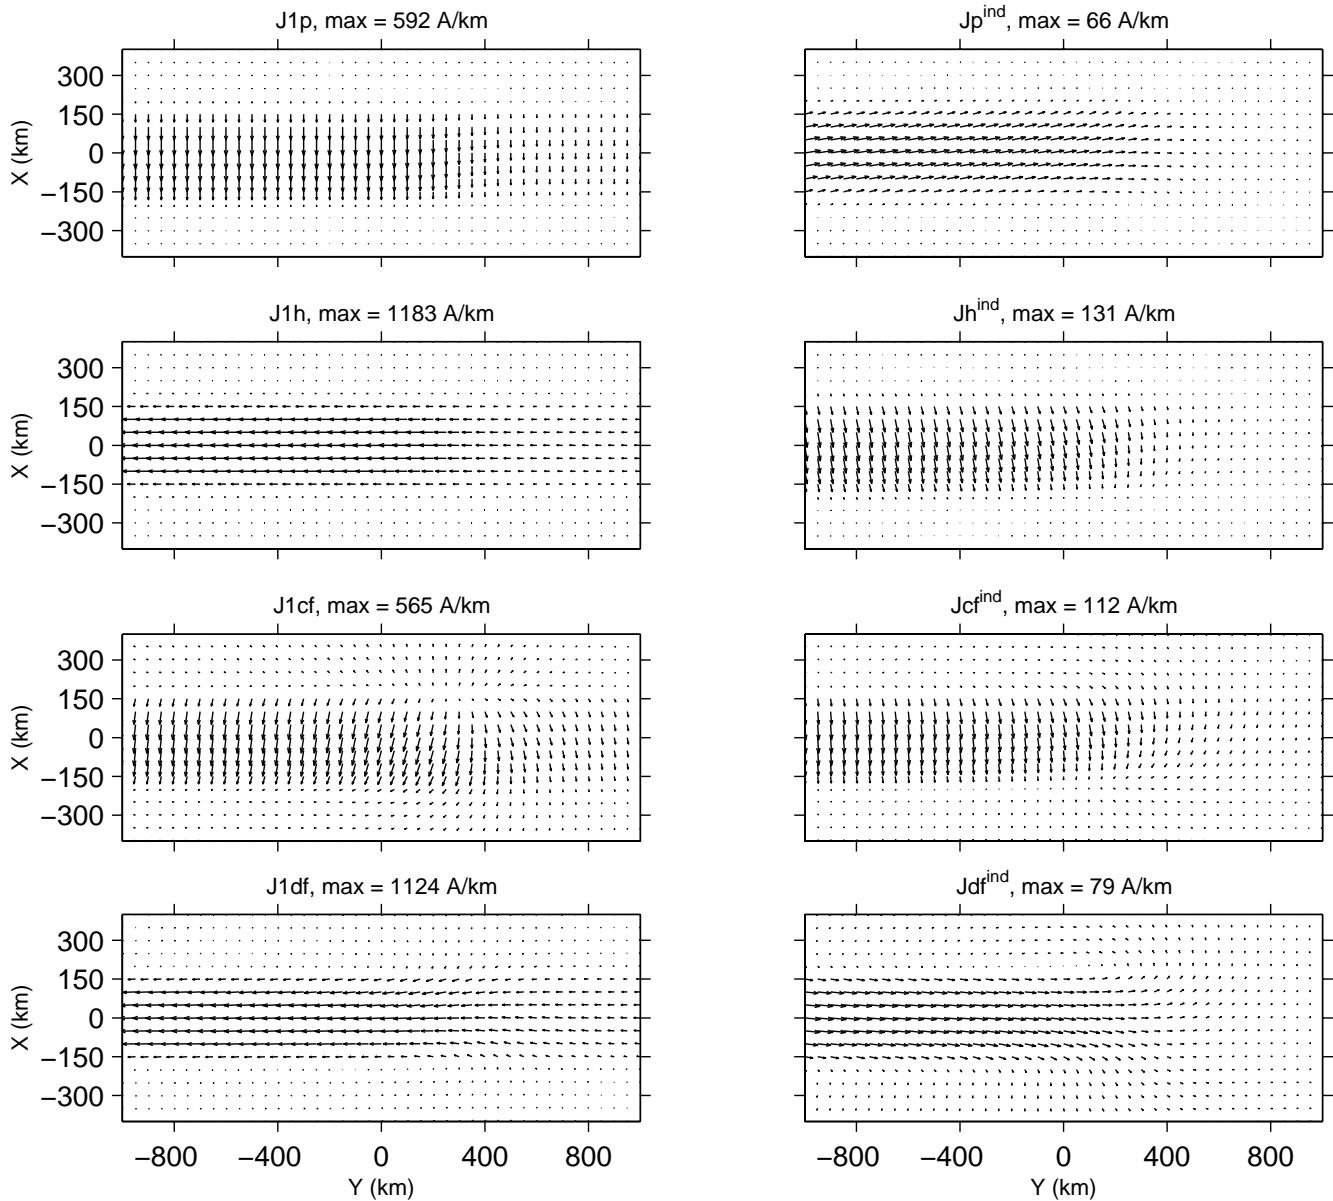 J1p, max = 592 A/km
Jp^ind, max = 66 A/km
300
150
0
−150
−300
X (km)
J1h, max = 1183 A/km
Jh^ind, max = 131 A/km
300
150
0
−150
−300
X (km)
J1cf, max = 565 A/km
Jcf^ind, max = 112 A/km
300
150
0
−150
−300
X (km)
J1df, max = 1124 A/km
Jdf^ind, max = 79 A/km
300
150
0
−150
−300
X (km)
−800 −400 0 400 800
−800 −400 0 400 800
Y (km)
Y (km)